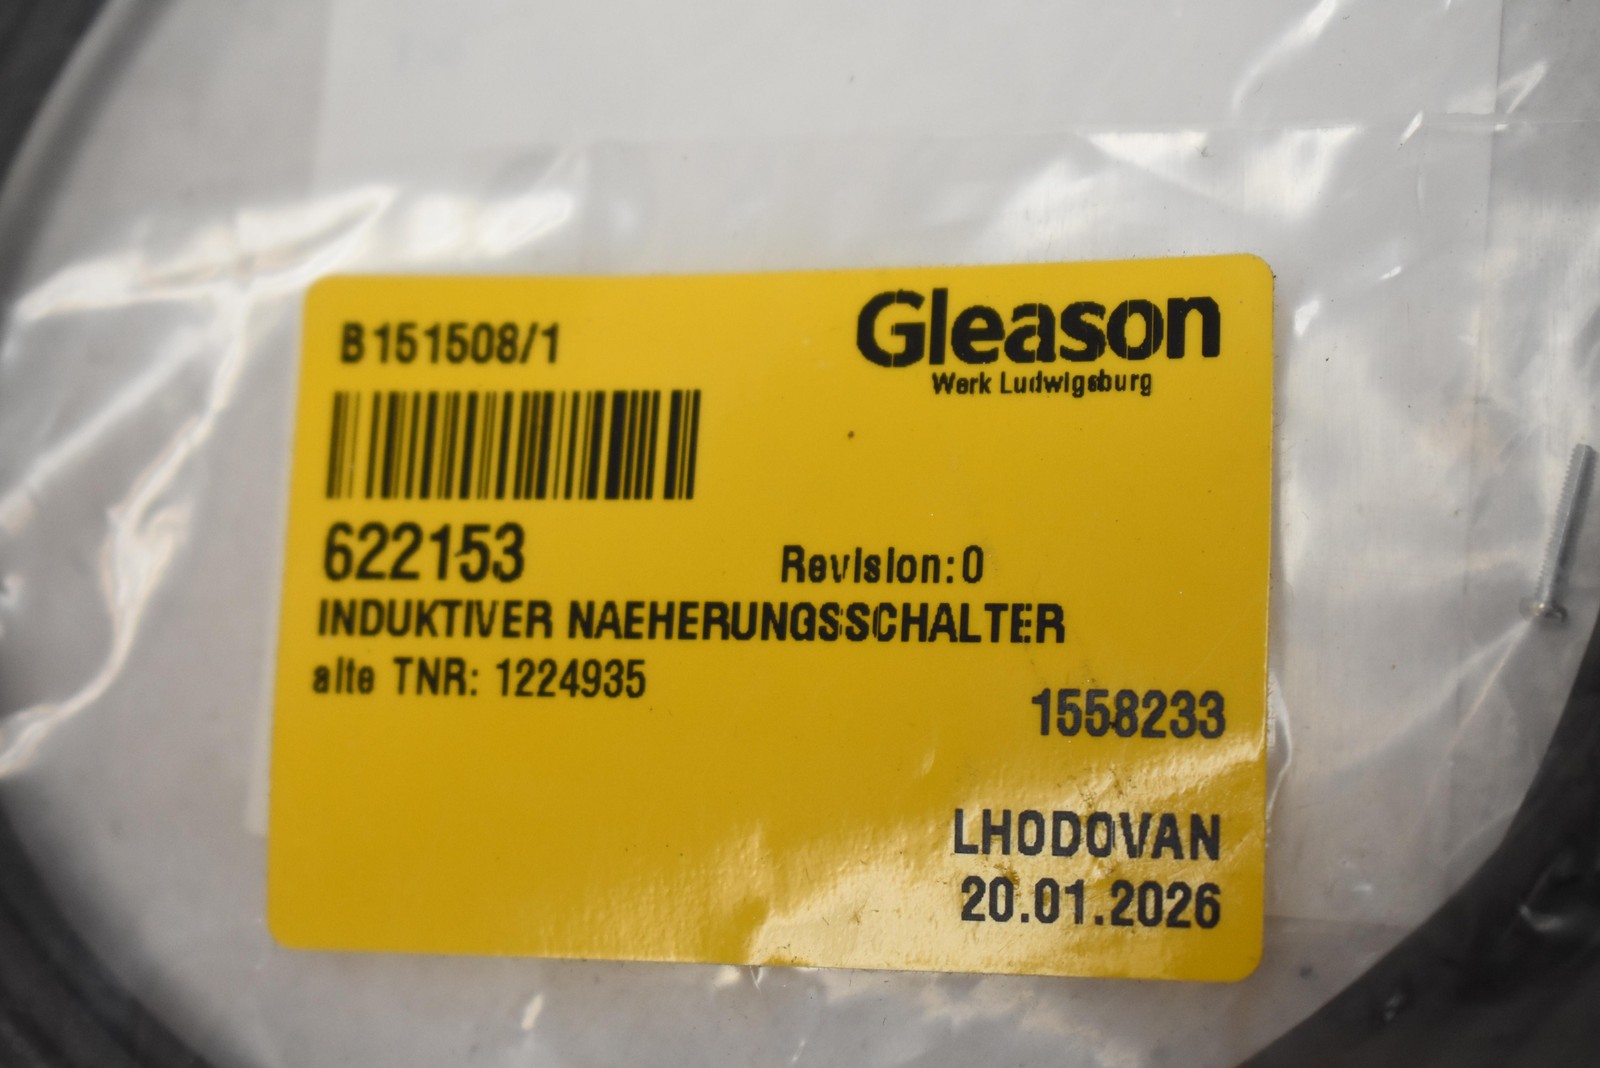 B151508/1
Gleason
Werk Ludwigsburg
622153
Revision:0
INDUKTIVER NAEHERUNGSSCHALTER
alte TNR: 1224935
1558233
LHODOVAN
20.01.2026